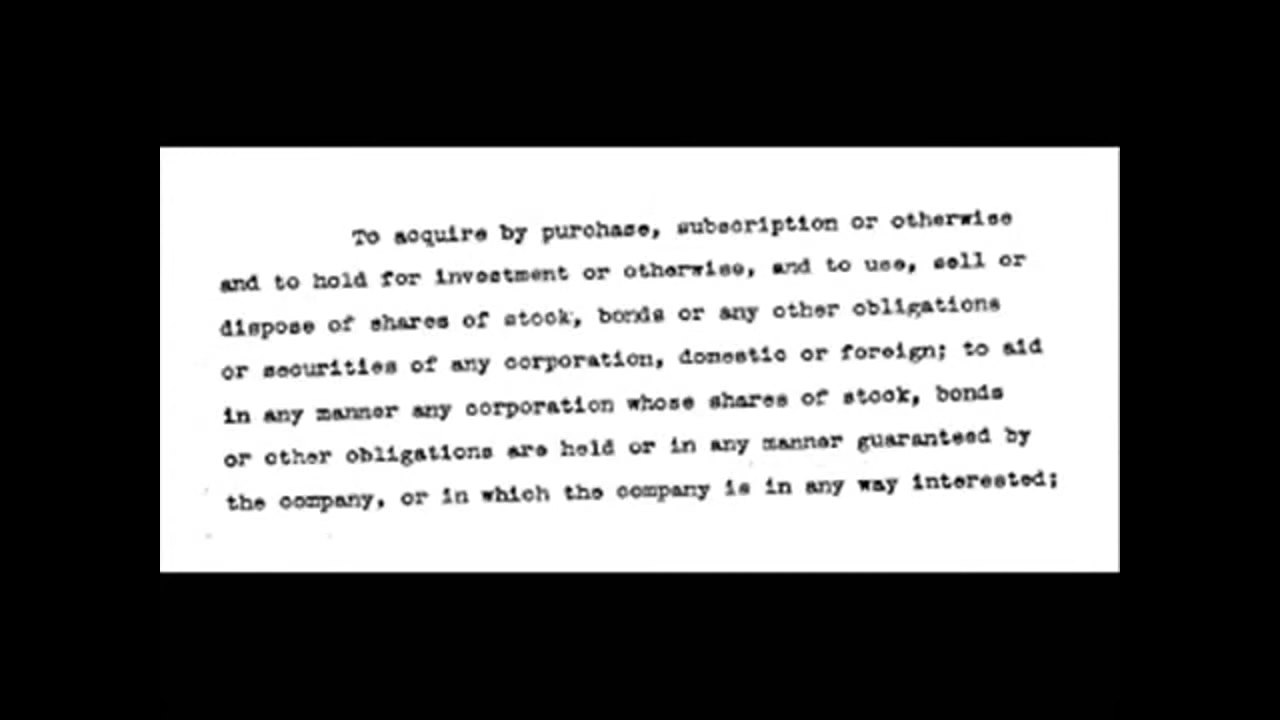 To acquire by purchase, subscription or otherwise
and to hold for investment or otherwise, and to use, sell or
dispose of shares of stock, bonds or any other obligations
or securities of any corporation, domestic or foreign; to aid
in any manner any corporation whose shares of stock, bonds
or other obligations are held or in any manner guaranteed by
the company, or in which the company is in any way interested;